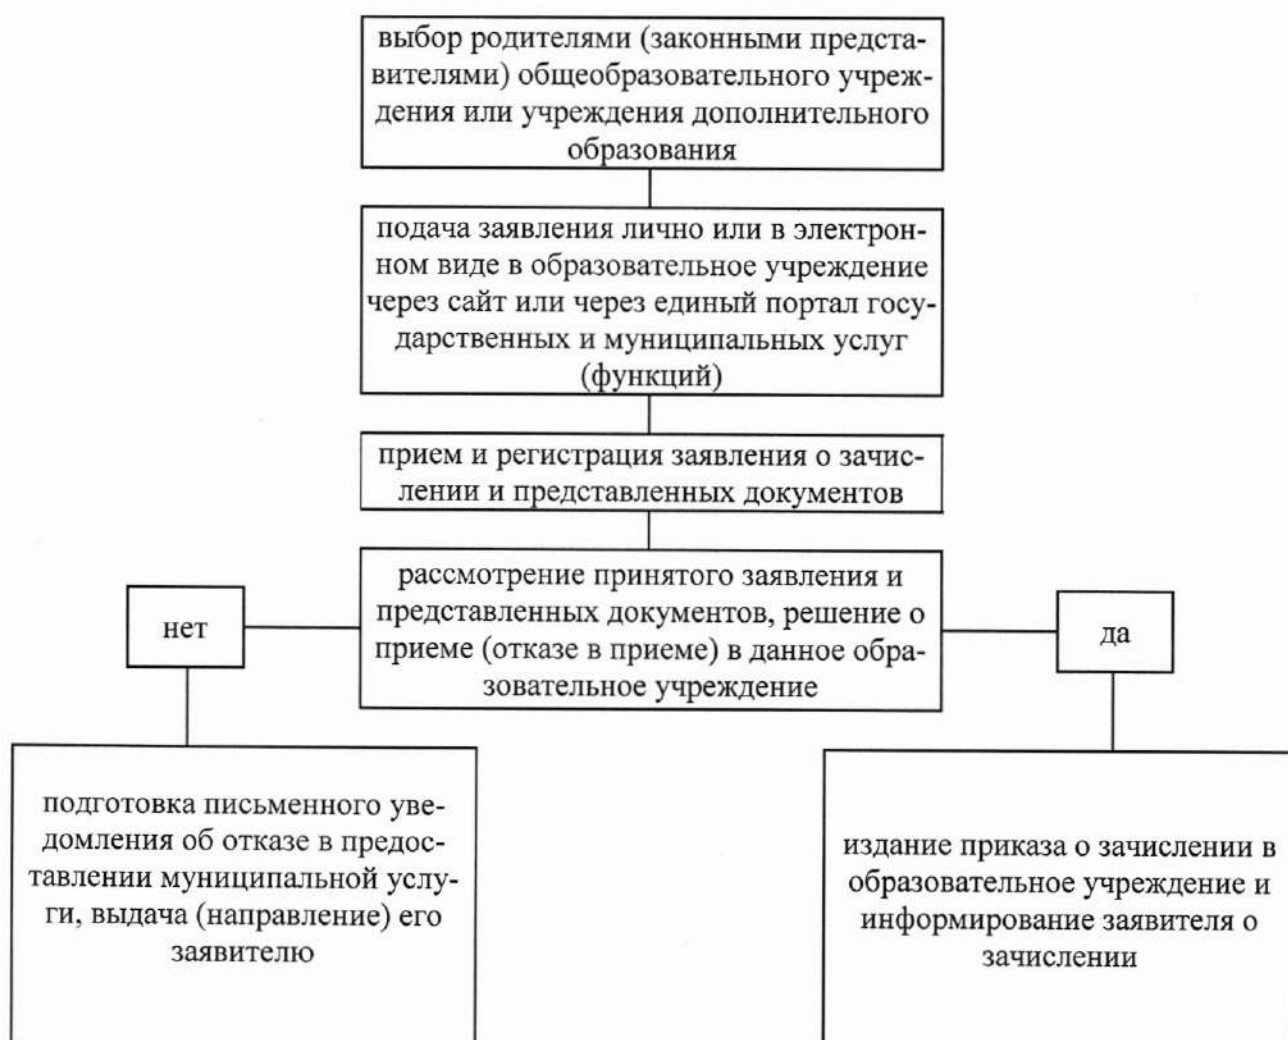 выбор родителями (законными предста-
вителями) общеобразовательного учреж-
дения или учреждения дополнительного
образования
подача заявления лично или в электрон-
ном виде в образовательное учреждение
через сайт или через единый портал госу-
дарственных и муниципальных услуг
(функций)
прием и регистрация заявления о зачис-
лении и представленных документов
рассмотрение принятого заявления и
представленных документов, решение о
приеме (отказе в приеме) в данное обра-
зовательное учреждение
нет
да
подготовка письменного уве-
домления об отказе в предос-
тавлении муниципальной услу-
ги, выдача (направление) его
заявителю
издание приказа о зачислении в
образовательное учреждение и
информирование заявителя о
зачислении